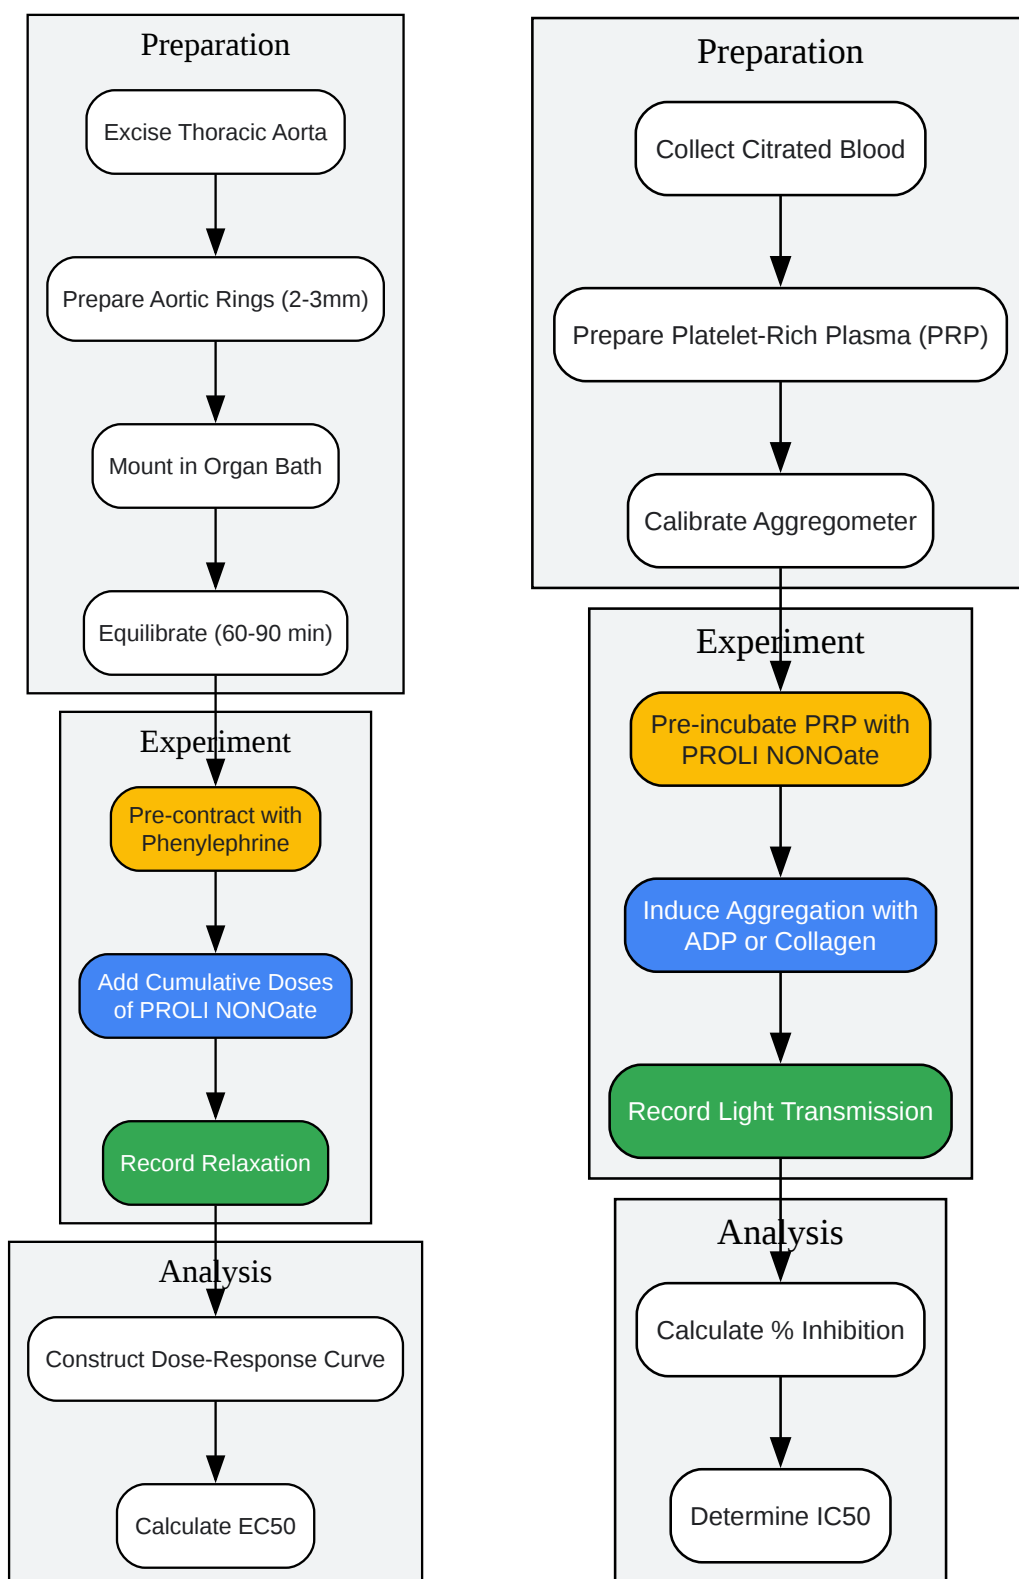 Preparation
Excise Thoracic Aorta
Prepare Aortic Rings (2-3mm)
Mount in Organ Bath
Equilibrate (60-90 min)
Experiment
Pre-contract with
Phenylephrine
Add Cumulative Doses
of PROLI NONOate
Record Relaxation
Analysis
Construct Dose-Response Curve
Calculate EC50
Preparation
Collect Citrated Blood
Prepare Platelet-Rich Plasma (PRP)
Calibrate Aggregometer
Experiment
Pre-incubate PRP with
PROLI NONOate
Induce Aggregation with
ADP or Collagen
Record Light Transmission
Analysis
Calculate % Inhibition
Determine IC50